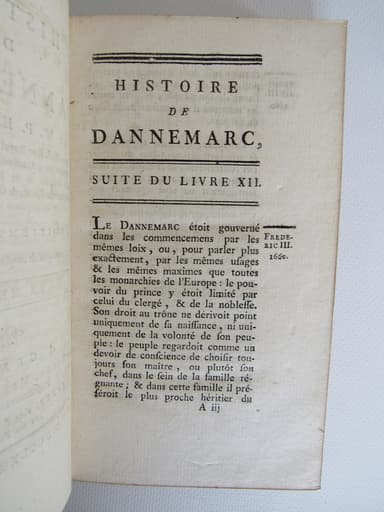 HISTOIRE
DE
DANNEMARC,
SUITE DU LIVRE XII.
LE DANNEMARC étoit gouverné
dans les commencemens par les
mêmes loix, ou, pour parler plus
exactement, par les mêmes usages
& les mêmes maximes que toutes
les monarchies de l'Europe : le pou-
voir du prince y étoit limité par
celui du clergé, & de la noblesse.
Son droit au trône ne dérivoit point
uniquement de sa naissance, ni uni-
quement de la volonté de son peu-
ple : le peuple regardoit comme un
devoir de conscience de choisir tou-
jours son maître, ou plutôt son
chef, dans le sein de la famille ré-
gnante ; & dans cette famille il pré-
féroit le plus proche héritier du
A iij
FREDE-
RIC III.